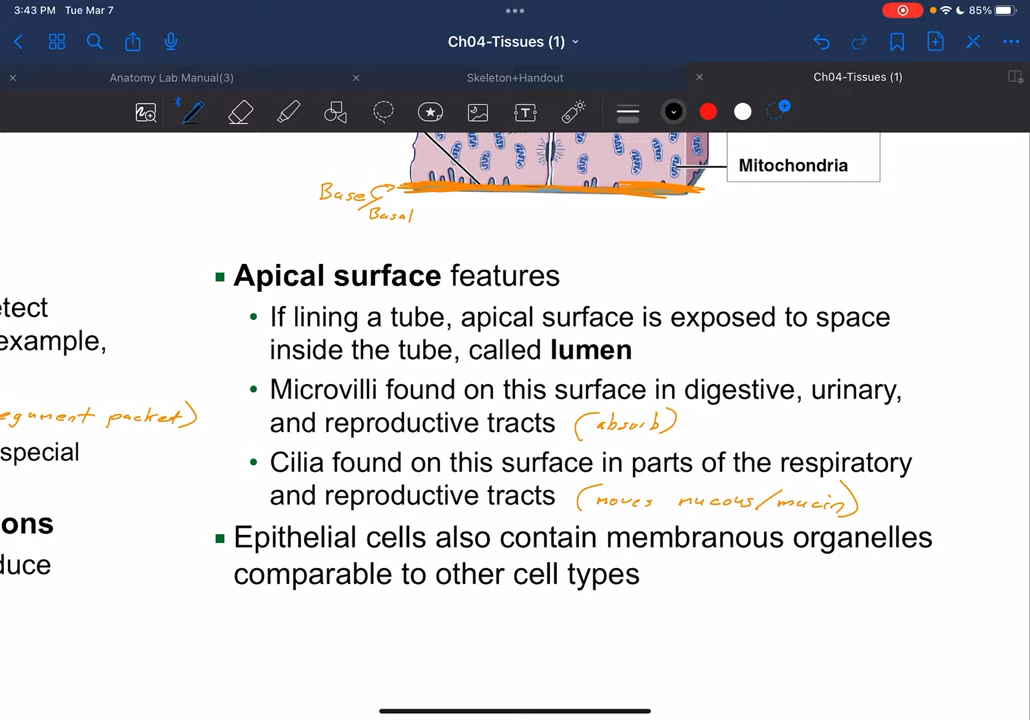 3:43 PM Tue Mar 7
85%
Ch04-Tissues (1)
Anatomy Lab Manual(3)
Skeleton+Handout
Ch04-Tissues (1)
Mitochondria
Base
Basal
Apical surface features
If lining a tube, apical surface is exposed to space
inside the tube, called lumen
Microvilli found on this surface in digestive, urinary,
and reproductive tracts (absorb)
Cilia found on this surface in parts of the respiratory
and reproductive tracts (moves mucous/mucin)
Epithelial cells also contain membranous organelles
comparable to other cell types
etect
example,
egument packet)
special
ons
duce